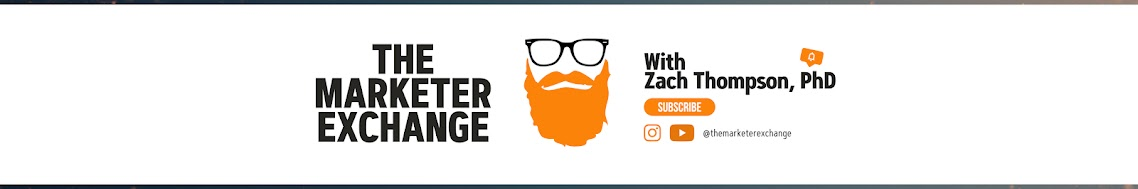 THE
MARKETER
EXCHANGE
With
Zach Thompson, PhD
SUBSCRIBE
@themarketerexchange